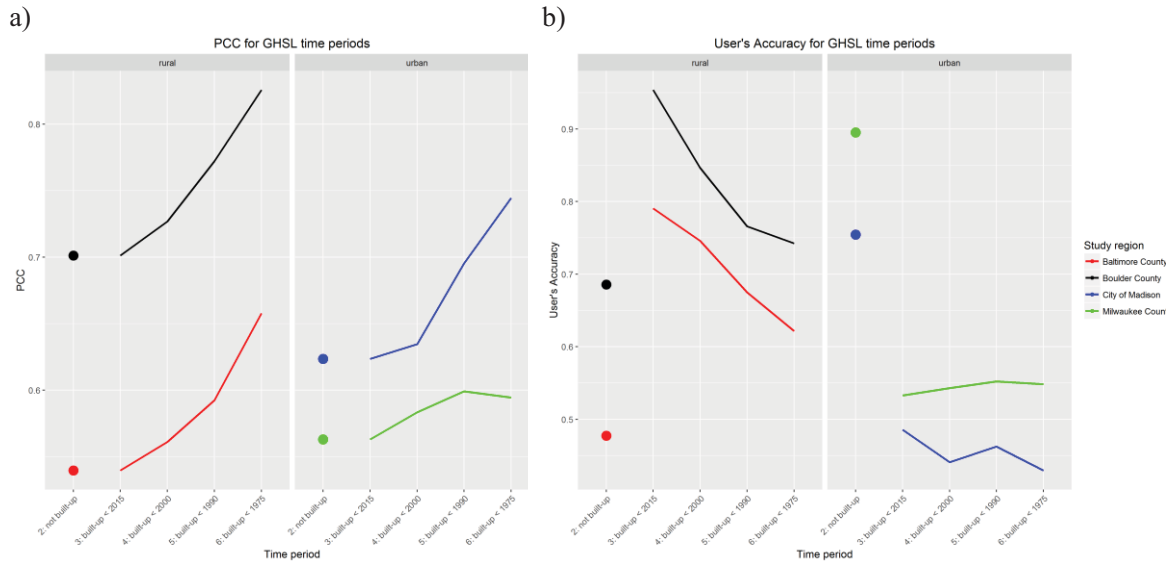 a)
PCC for GHSL time periods
rural
urban
PCC
0.8
0.7
0.6
2: not built-up
3: built-up < 2015
4: built-up < 2000
5: built-up < 1990
6: built-up < 1975
2: not built-up
3: built-up < 2015
4: built-up < 2000
5: built-up < 1990
6: built-up < 1975
Time period
b)
User's Accuracy for GHSL time periods
rural
urban
User's Accuracy
0.9
0.8
0.7
0.6
0.5
2: not built-up
3: built-up < 2015
4: built-up < 2000
5: built-up < 1990
6: built-up < 1975
2: not built-up
3: built-up < 2015
4: built-up < 2000
5: built-up < 1990
6: built-up < 1975
Time period
Study region
Baltimore County
Boulder County
City of Madison
Milwaukee Count